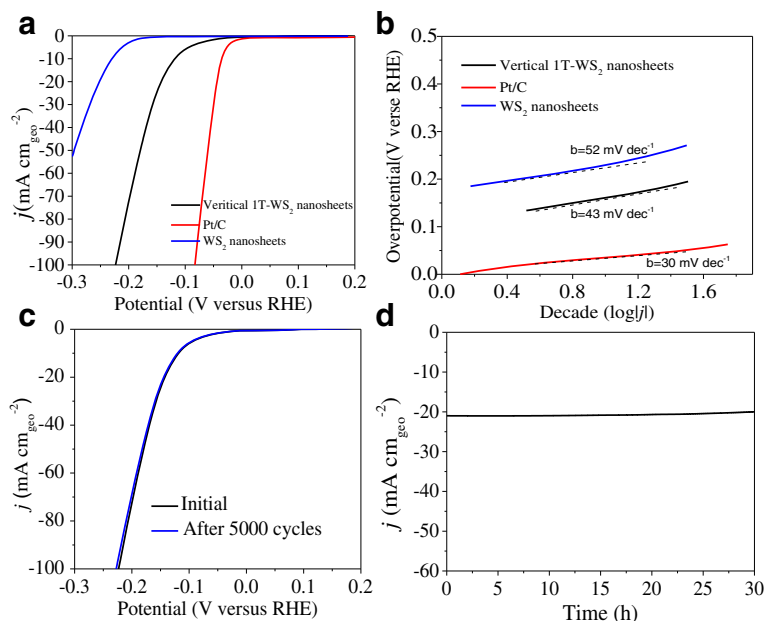 a
0
-10
-20
-30
-40
-50
-60
-70
-80
-90
-100
j (mA cm_geo^-2)
Veritical 1T-WS₂ nanosheets
Pt/C
WS₂ nanosheets
-0.3 -0.2 -0.1 0.0 0.1 0.2
Potential (V versus RHE)
b
0.5
0.4
0.3
0.2
0.1
0.0
Overpotential(V verse RHE)
Vertical 1T-WS₂ nanosheets
Pt/C
WS₂ nanosheets
b=52 mV dec⁻¹
b=43 mV dec⁻¹
b=30 mV dec⁻¹
0.0 0.4 0.8 1.2 1.6
Decade (log|j|)
c
0
-20
-40
-60
-80
-100
j (mA cm_geo^-2)
Initial
After 5000 cycles
-0.3 -0.2 -0.1 0.0 0.1 0.2
Potential (V versus RHE)
d
0
-10
-20
-30
-40
-50
-60
j (mA cm_geo^-2)
0 5 10 15 20 25 30
Time (h)